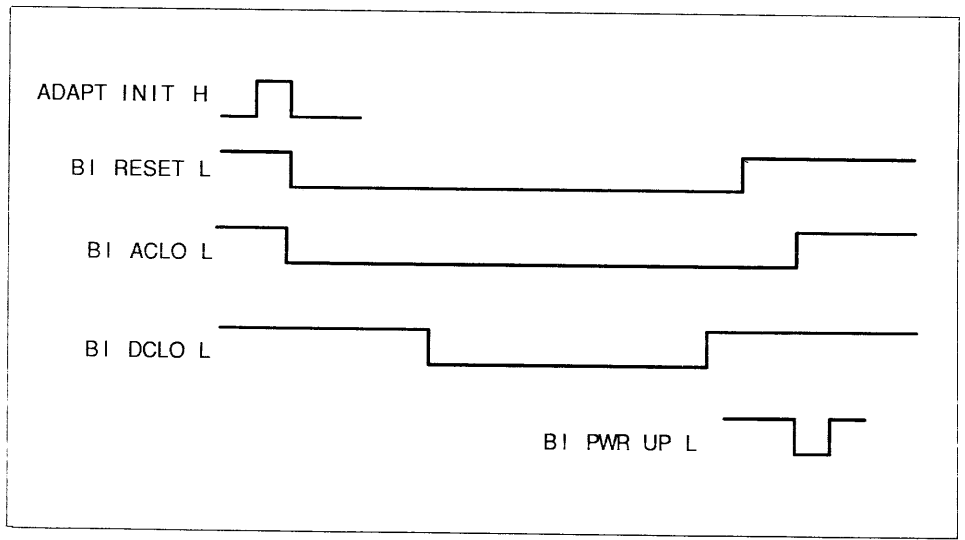 ADAPT INIT H
BI RESET L
BI ACLO L
BI DCLO L
BI PWR UP L